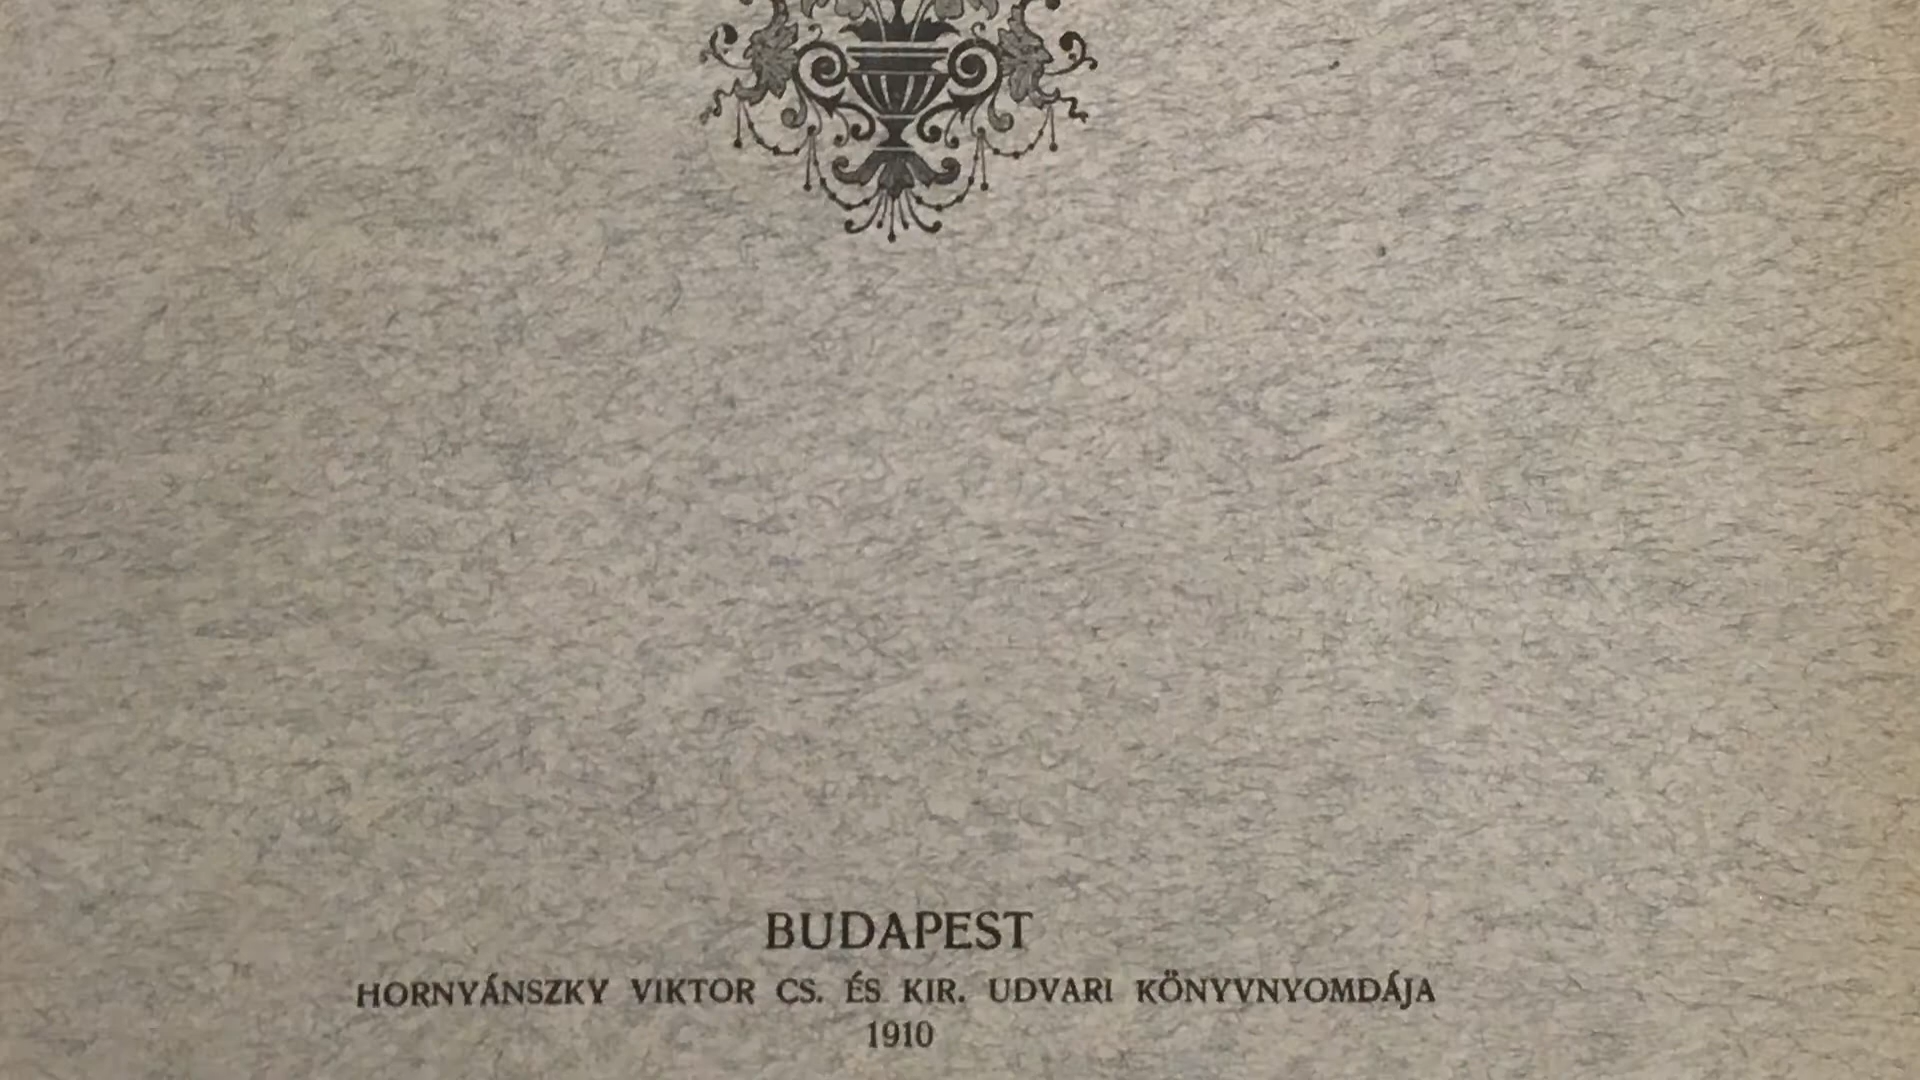 BUDAPEST
HORNYÁNSZKY VIKTOR CS. ÉS KIR. UDVARI KÖNYVNYOMDÁJA
1910